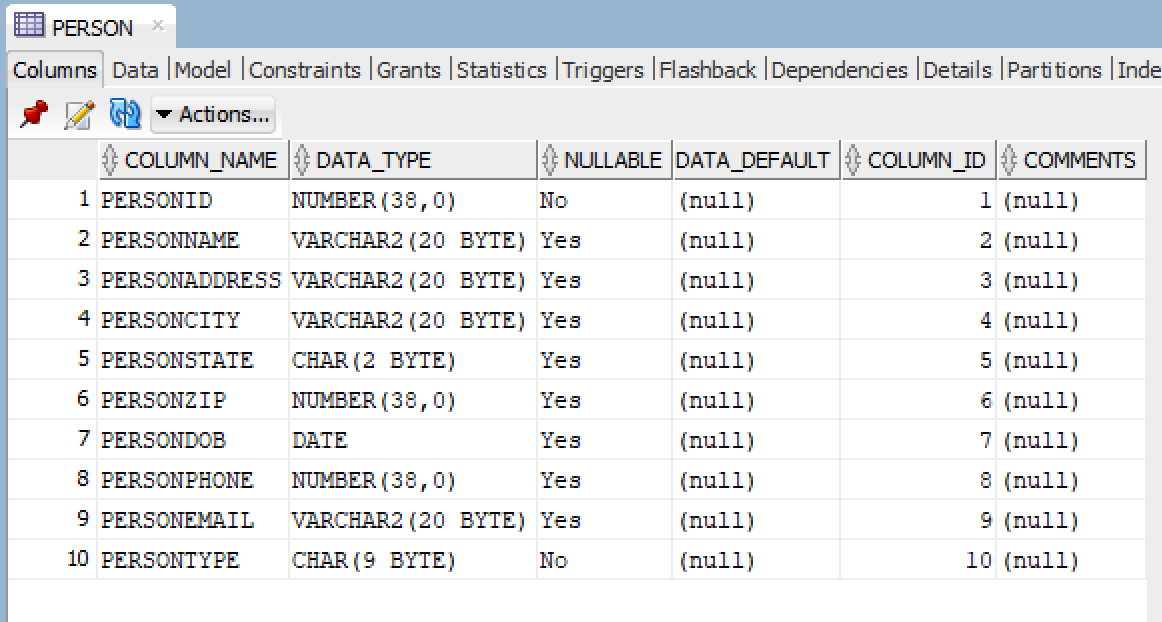 PERSON
Columns Data Model Constraints Grants Statistics Triggers Flashback Dependencies Details Partitions Inde
Actions...
COLUMN_NAME DATA_TYPE NULLABLE DATA_DEFAULT COLUMN_ID COMMENTS
1 PERSONID NUMBER(38,0) No (null) 1 (null)
2 PERSONNAME VARCHAR2(20 BYTE) Yes (null) 2 (null)
3 PERSONADDRESS VARCHAR2(20 BYTE) Yes (null) 3 (null)
4 PERSONCITY VARCHAR2(20 BYTE) Yes (null) 4 (null)
5 PERSONSTATE CHAR(2 BYTE) Yes (null) 5 (null)
6 PERSONZIP NUMBER(38,0) Yes (null) 6 (null)
7 PERSONDOB DATE Yes (null) 7 (null)
8 PERSONPHONE NUMBER(38,0) Yes (null) 8 (null)
9 PERSONEMAIL VARCHAR2(20 BYTE) Yes (null) 9 (null)
10 PERSONTYPE CHAR(9 BYTE) No (null) 10 (null)